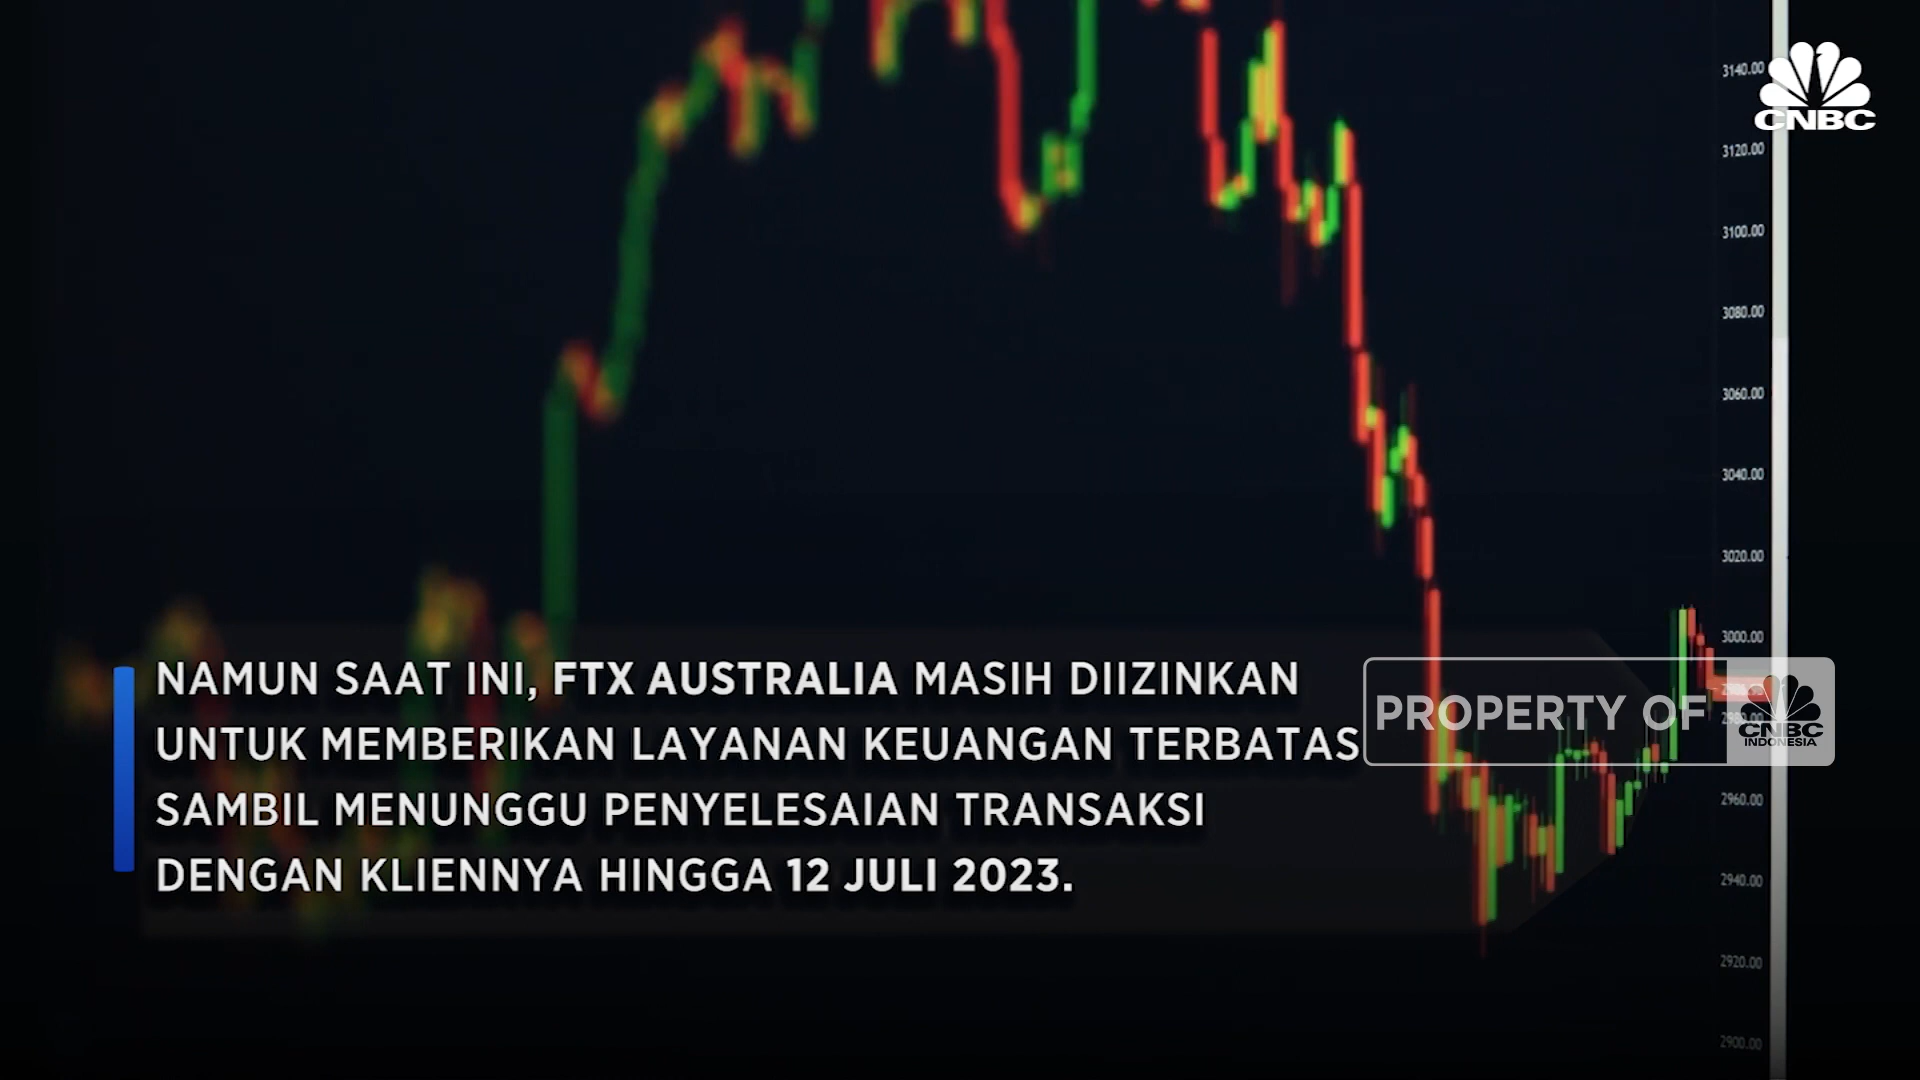 3140.00
CNBC
3120.00
3100.00
3080.00
3060.00
3040.00
3020.00
3000.00
NAMUN SAAT INI, FTX AUSTRALIA MASIH DIIZINKAN
UNTUK MEMBERIKAN LAYANAN KEUANGAN TERBATAS
SAMBIL MENUNGGU PENYELESAIAN TRANSAKSI
DENGAN KLIENNYA HINGGA 12 JULI 2023.
PROPERTY OF
CNBC
INDONESIA
2980.00
2960.00
2940.00
2920.00
2900.00